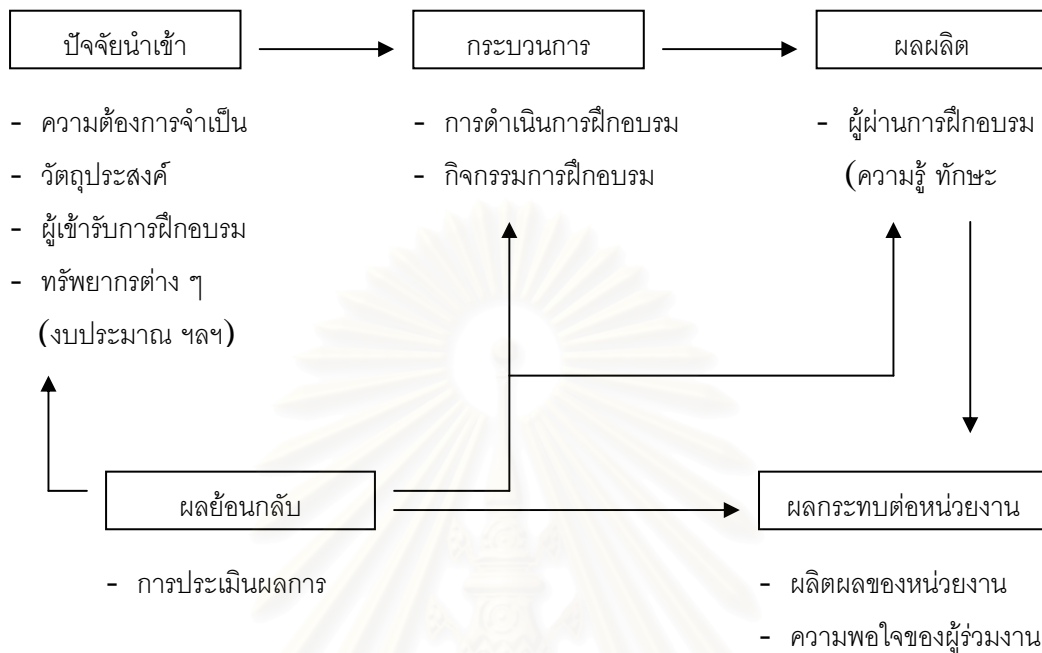 ปัจจัยนำเข้า
กระบวนการ
ผลผลิต
- ความต้องการจำเป็น
- วัตถุประสงค์
- ผู้เข้ารับการฝึกอบรม
- ทรัพยากรต่าง ๆ
(งบประมาณ ฯลฯ)
- การดำเนินการฝึกอบรม
- กิจกรรมการฝึกอบรม
- ผู้ผ่านการฝึกอบรม
(ความรู้ ทักษะ
ผลย้อนกลับ
ผลกระทบต่อหน่วยงาน
- การประเมินผลการ
- ผลิตผลของหน่วยงาน
- ความพอใจของผู้ร่วมงาน